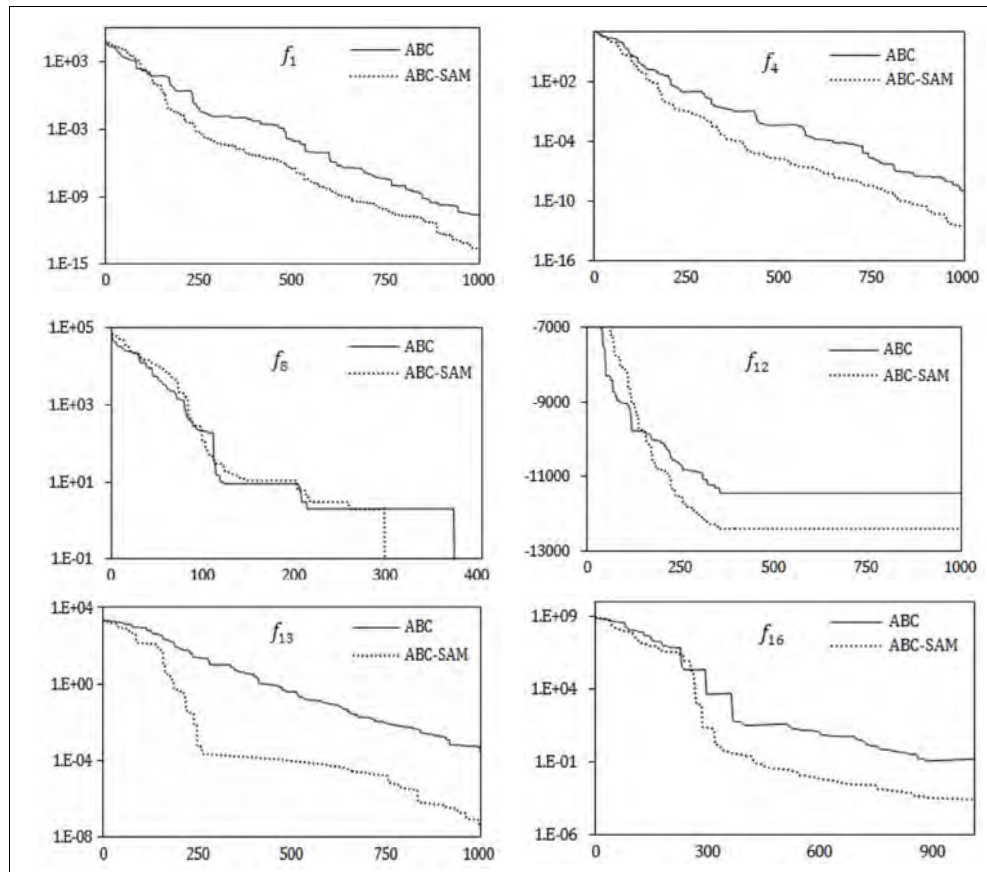 f1
ABC
ABC-SAM
1.E+03
1.E-03
1.E-09
1.E-15
0 250 500 750 1000
f4
ABC
ABC-SAM
1.E+02
1.E-04
1.E-10
1.E-16
0 250 500 750 1000
f8
ABC
ABC-SAM
1.E+05
1.E+03
1.E+01
1.E-01
0 100 200 300 400
f12
ABC
ABC-SAM
-7000
-9000
-11000
-13000
0 250 500 750 1000
f13
ABC
ABC-SAM
1.E+04
1.E+00
1.E-04
1.E-08
0 250 500 750 1000
f16
ABC
ABC-SAM
1.E+09
1.E+04
1.E-01
1.E-06
0 300 600 900